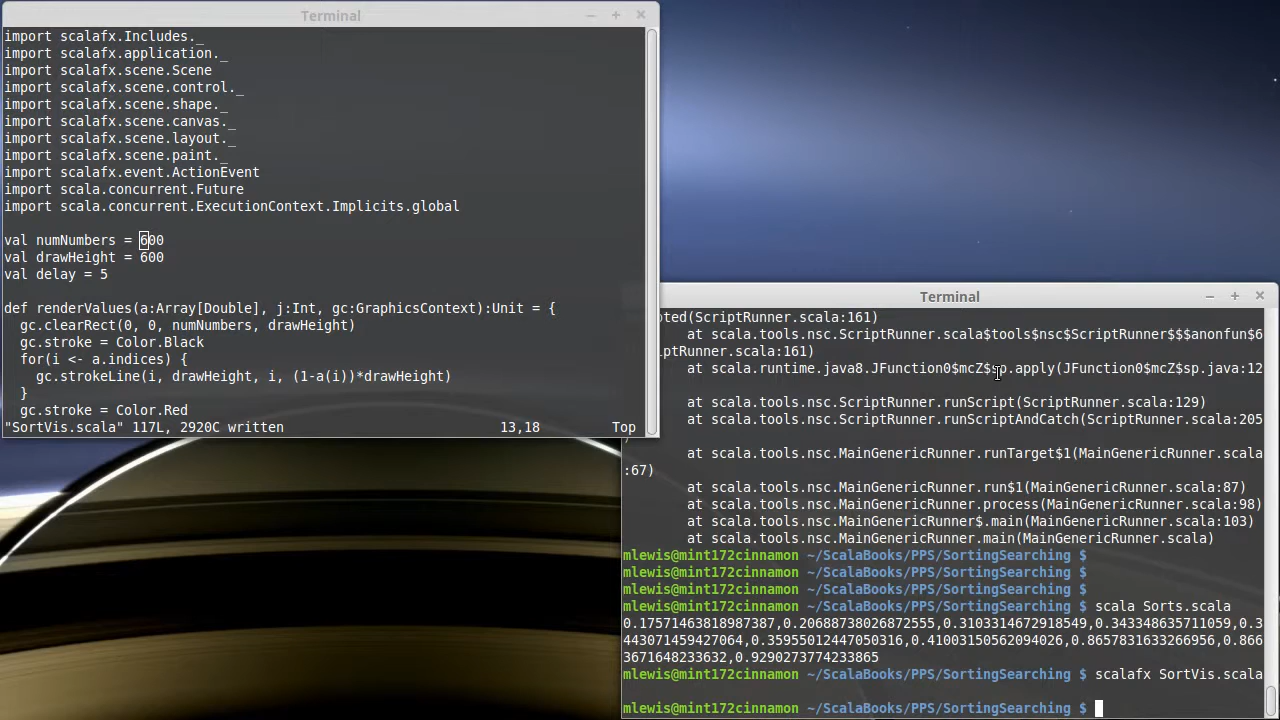 Terminal
import scalafx.Includes._
import scalafx.application._
import scalafx.scene.Scene
import scalafx.scene.control._
import scalafx.scene.shape._
import scalafx.scene.canvas._
import scalafx.scene.layout._
import scalafx.scene.paint._
import scalafx.event.ActionEvent
import scala.concurrent.Future
import scala.concurrent.ExecutionContext.Implicits.global
val numNumbers = 600
val drawHeight = 600
val delay = 5
def renderValues(a:Array[Double], j:Int, gc:GraphicsContext):Unit = {
  gc.clearRect(0, 0, numNumbers, drawHeight)
  gc.stroke = Color.Black
  for(i <- a.indices) {
    gc.strokeLine(i, drawHeight, i, (1-a(i))*drawHeight)
  }
  gc.stroke = Color.Red
"SortVis.scala" 117L, 2920C written 13,18 Top
Terminal
pted(ScriptRunner.scala:161)
at scala.tools.nsc.ScriptRunner.scala$tools$nsc$ScriptRunner$$$anonfun$6
iptRunner.scala:161)
at scala.runtime.java8.JFunction0$mcZ$sp.apply(JFunction0$mcZ$sp.java:12
at scala.tools.nsc.ScriptRunner.runScript(ScriptRunner.scala:129)
at scala.tools.nsc.ScriptRunner.runScriptAndCatch(ScriptRunner.scala:205
)
at scala.tools.nsc.MainGenericRunner.runTarget$1(MainGenericRunner.scala
:67)
at scala.tools.nsc.MainGenericRunner.run$1(MainGenericRunner.scala:87)
at scala.tools.nsc.MainGenericRunner.process(MainGenericRunner.scala:98)
at scala.tools.nsc.MainGenericRunner$.main(MainGenericRunner.scala:103)
at scala.tools.nsc.MainGenericRunner.main(MainGenericRunner.scala)
mlewis@mint172cinnamon ~/ScalaBooks/PPS/SortingSearching $
mlewis@mint172cinnamon ~/ScalaBooks/PPS/SortingSearching $
mlewis@mint172cinnamon ~/ScalaBooks/PPS/SortingSearching $
mlewis@mint172cinnamon ~/ScalaBooks/PPS/SortingSearching $ scala Sorts.scala
0.17571463818987387,0.20688738026872555,0.3103314672918549,0.343348635711059,0.3
443071459427064,0.35955012447050316,0.41003150562094026,0.8657831633266956,0.866
3671648233632,0.9290273774233865
mlewis@mint172cinnamon ~/ScalaBooks/PPS/SortingSearching $ scalafx SortVis.scala
mlewis@mint172cinnamon ~/ScalaBooks/PPS/SortingSearching $